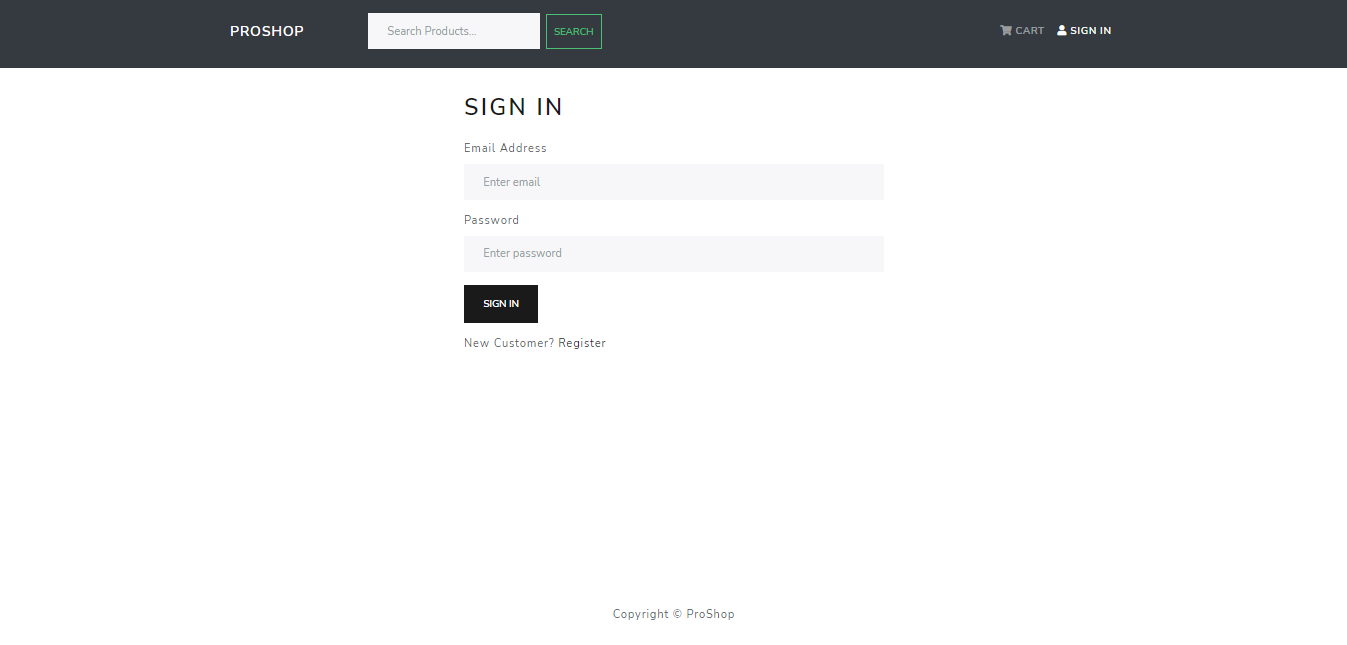 PROSHOP Search Products... SEARCH CART SIGN IN
SIGN IN
Email Address
Enter email
Password
Enter password
SIGN IN
New Customer? Register
Copyright © ProShop